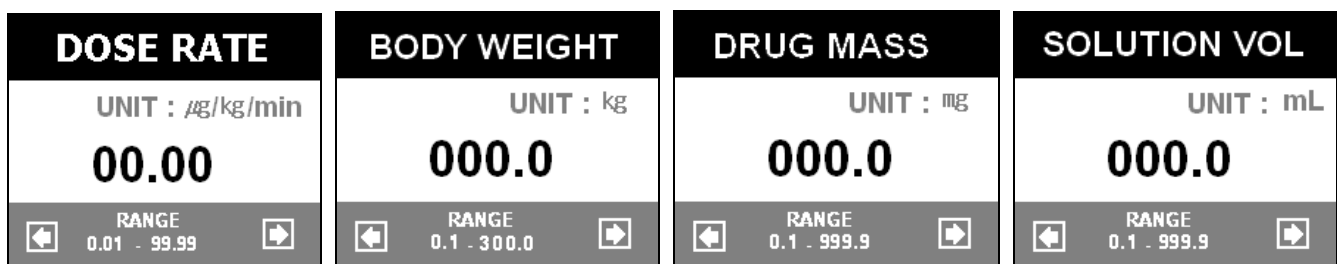 DOSE RATE
UNIT : ㎍/㎏/min
00.00
RANGE
0.01 - 99.99
BODY WEIGHT
UNIT : ㎏
000.0
RANGE
0.1 - 300.0
DRUG MASS
UNIT : ㎎
000.0
RANGE
0.1 - 999.9
SOLUTION VOL
UNIT : mL
000.0
RANGE
0.1 - 999.9